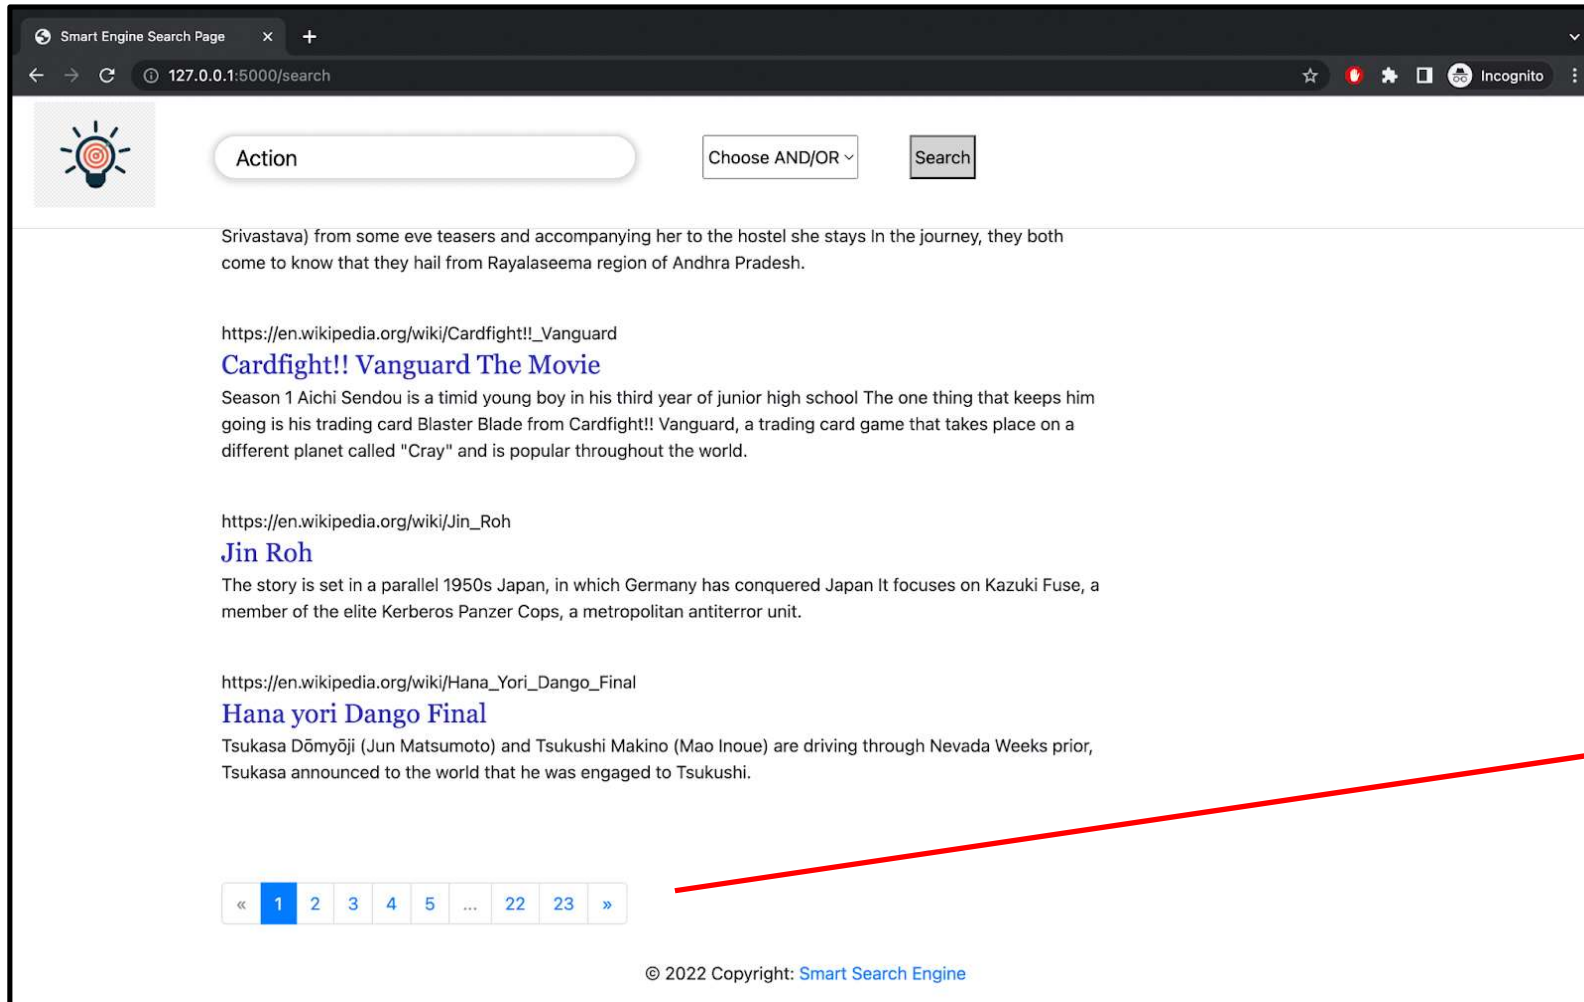 Smart Engine Search Page
127.0.0.1:5000/search
Incognito
Action
Choose AND/OR
Search
Srivastava) from some eve teasers and accompanying her to the hostel she stays In the journey, they both
come to know that they hail from Rayalaseema region of Andhra Pradesh.
https://en.wikipedia.org/wiki/Cardfight!!_Vanguard
Cardfight!! Vanguard The Movie
Season 1 Aichi Sendou is a timid young boy in his third year of junior high school The one thing that keeps him
going is his trading card Blaster Blade from Cardfight!! Vanguard, a trading card game that takes place on a
different planet called "Cray" and is popular throughout the world.
https://en.wikipedia.org/wiki/Jin_Roh
Jin Roh
The story is set in a parallel 1950s Japan, in which Germany has conquered Japan It focuses on Kazuki Fuse, a
member of the elite Kerberos Panzer Cops, a metropolitan antiterror unit.
https://en.wikipedia.org/wiki/Hana_Yori_Dango_Final
Hana yori Dango Final
Tsukasa Dōmyōji (Jun Matsumoto) and Tsukushi Makino (Mao Inoue) are driving through Nevada Weeks prior,
Tsukasa announced to the world that he was engaged to Tsukushi.
« 1 2 3 4 5 ... 22 23 »
© 2022 Copyright: Smart Search Engine